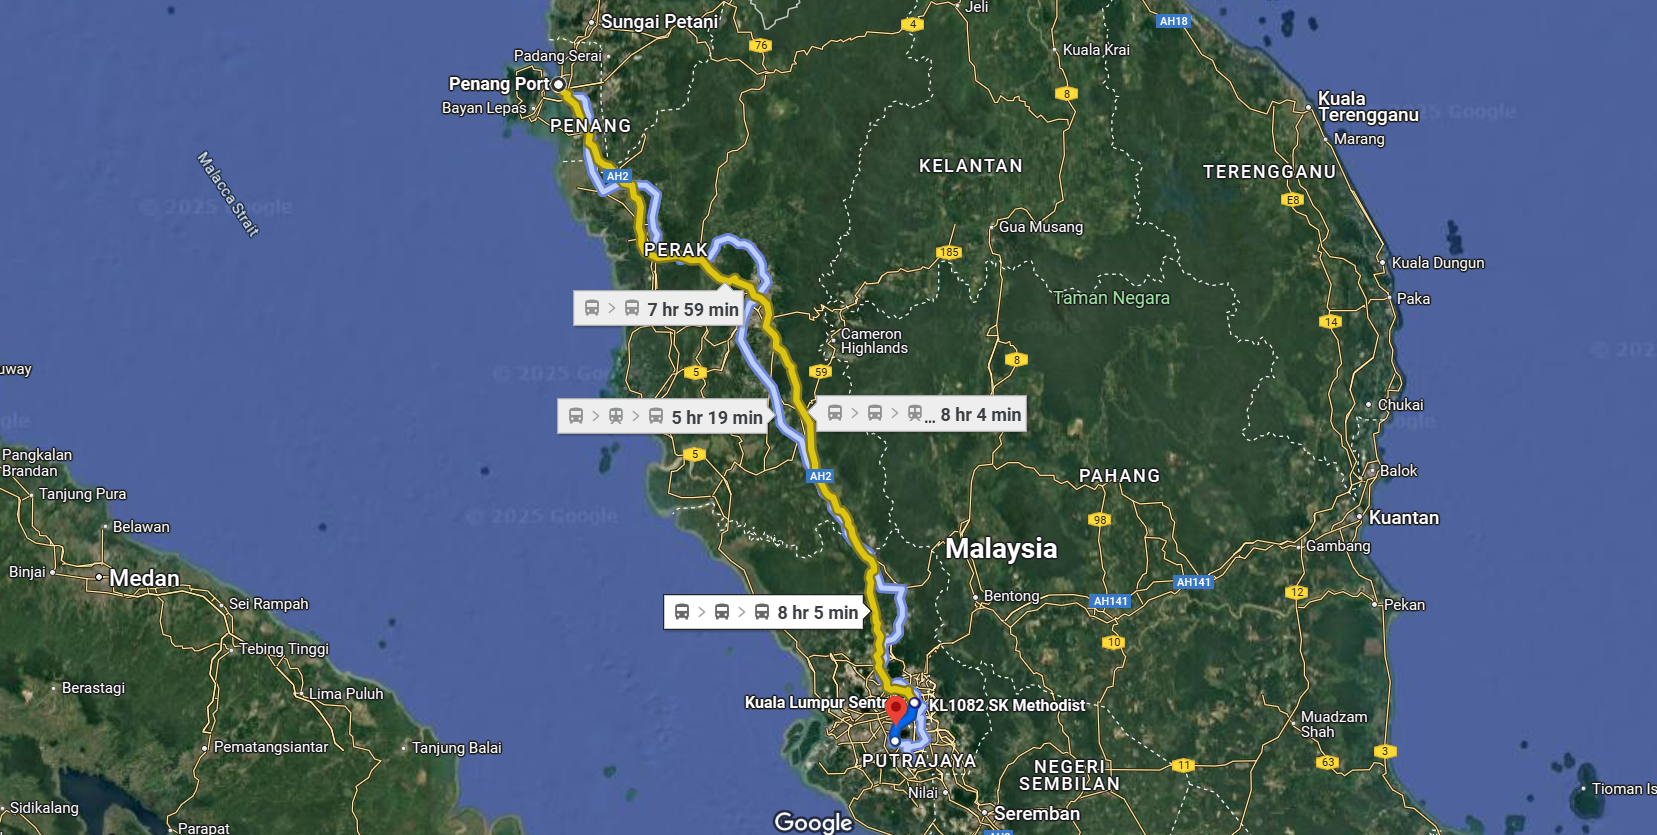 Sungai Petani
Jeli
AH18
4
76
Padang Serai
Kuala Krai
Penang Port
8
Bayan Lepas
Kuala
Terengganu
2025 Google
PENANG
Marang
Malacca Strait
KELANTAN
TERENGGANU
AH2
E8
© 2025 Google
Gua Musang
PERAK
185
Kuala Dungun
Taman Negara
Paka
7 hr 59 min
14
Cameron
Highlands
© 202
uway
© 2025 Goo
5
59
8
Chukai
5 hr 19 min
... 8 hr 4 min
gle
ogle
Pangkalan
Brandan
5
AH2
PAHANG
Balok
Tanjung Pura
© 2025 Google
98
Kuantan
Belawan
Malaysia
Gambang
Binjai
Medan
AH141
Bentong
AH141
12
Sei Rampah
Pekan
8 hr 5 min
10
Tebing Tinggi
Berastagi
Lima Puluh
Kuala Lumpur Sentr
KL1082 SK Methodist
Muadzam
Shah
Pematangsiantar
Tanjung Balai
3
PUTRAJAYA
NEGERI
SEMBILAN
11
63
Nilai
Tioman Is
Sidikalang
Seremban
Google
Parapat